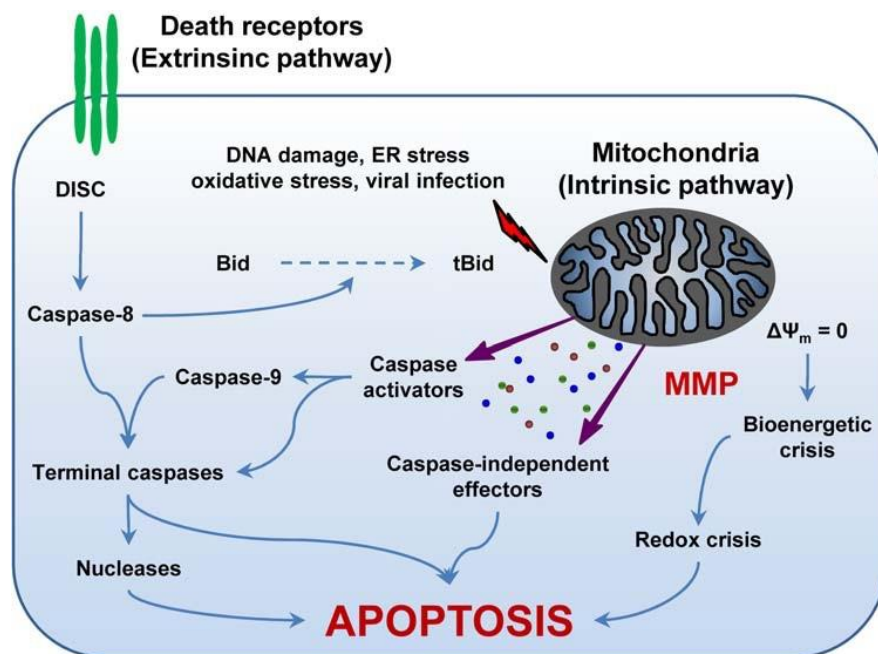 Death receptors
(Extrinsinc pathway)
DNA damage, ER stress
oxidative stress, viral infection
Mitochondria
(Intrinsic pathway)
DISC
Bid
tBid
Caspase-8
ΔΨm = 0
Caspase-9
Caspase
activators
MMP
Bioenergetic
crisis
Terminal caspases
Caspase-independent
effectors
Redox crisis
Nucleases
APOPTOSIS